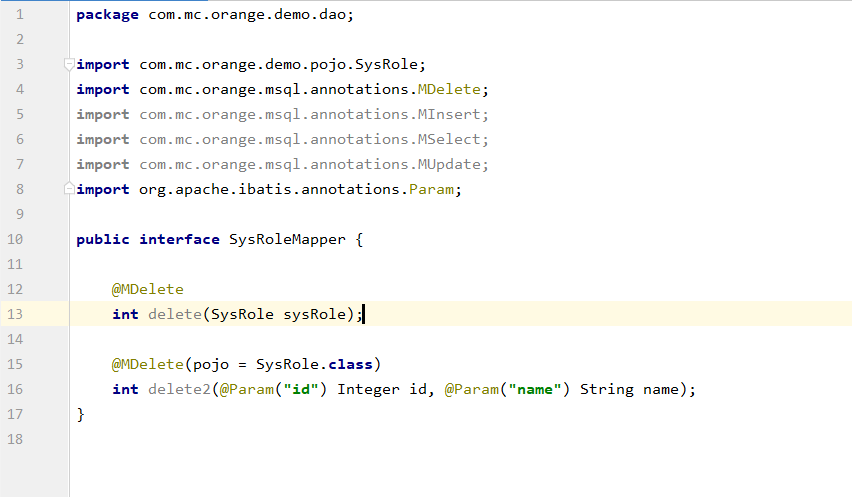 1 package com.mc.orange.demo.dao;
2
3 import com.mc.orange.demo.pojo.SysRole;
4 import com.mc.orange.msql.annotations.MDelete;
5 import com.mc.orange.msql.annotations.MInsert;
6 import com.mc.orange.msql.annotations.MSelect;
7 import com.mc.orange.msql.annotations.MUpdate;
8 import org.apache.ibatis.annotations.Param;
9
10 public interface SysRoleMapper {
11
12     @MDelete
13     int delete(SysRole sysRole);
14
15     @MDelete(pojo = SysRole.class)
16     int delete2(@Param("id") Integer id, @Param("name") String name);
17 }
18